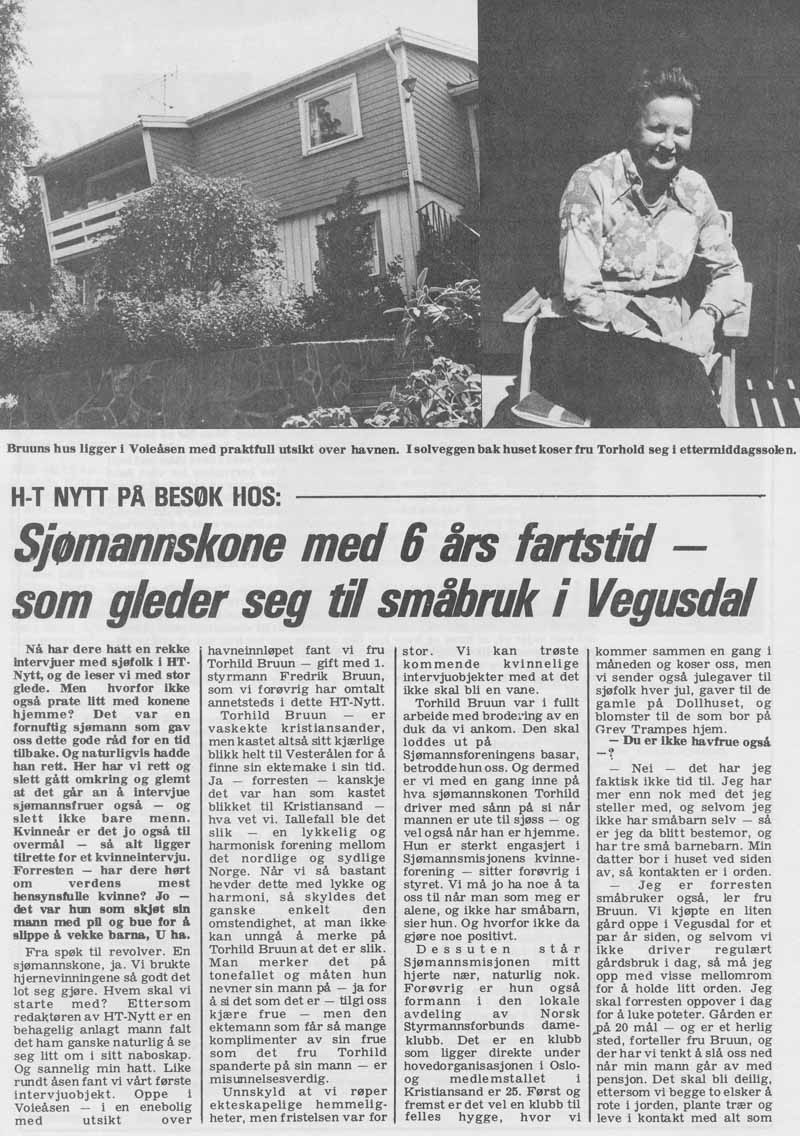 Bruuns hus ligger i Voieåsen med praktfull utsikt over havnen. I solveggen bak huset koser fru Torhold seg i ettermiddagssolen.
H-T NYTT PÅ BESØK HOS:
Sjømannskone med 6 års fartstid —
som gleder seg til småbruk i Vegusdal
Nå har dere hatt en rekke
intervjuer med sjøfolk i HT-
Nytt, og de leser vi med stor
glede. Men hvorfor ikke
også prate litt med konene
hjemme? Det var en
fornuftig sjømann som gav
oss dette gode råd for en tid
tilbake. Og naturligvis hadde
han rett. Her har vi rett og
slett gått omkring og glemt
at det går an å intervjue
sjømannsfruer også — og
slett ikke bare menn.
Kvinneår er det jo også til
overmål — så alt ligger
tilrette for et kvinneintervju.
Forresten — har dere hørt
om verdens mest
hensynsfulle kvinne? Jo —
det var hun som skjøt sin
mann med pil og bue for å
slippe å vekke barna, U ha.
Fra spøk til revolver. En
sjømannskone, ja. Vi brukte
hjernevinningene så godt det
lot seg gjøre. Hvem skal vi
starte med? Ettersom
redaktøren av HT-Nytt er en
behagelig anlagt mann falt
det ham ganske naturlig å se
seg litt om i sitt naboskap.
Og sannelig min hatt. Like
rundt åsen fant vi vårt første
intervjuobjekt. Oppe i
Voieåsen — i en enebolig
med utsikt over
havneinnløpet fant vi fru
Torhild Bruun — gift med 1.
styrmann Fredrik Bruun,
som vi forøvrig har omtalt
annetsteds i dette HT-Nytt.
Torhild Bruun — er
vaskekte kristiansander,
men kastet altså sitt kjærlige
blikk helt til Vesterålen for å
finne sin ektemake i sin tid.
Ja — forresten — kanskje
det var han som kastet
blikket til Kristiansand —
hva vet vi. Iallefall ble det
slik — en lykkelig og
harmonisk forening mellom
det nordlige og sydlige
Norge. Når vi så bastant
hevder dette med lykke og
harmoni, så skyldes det
ganske enkelt den
omstendighet, at man ikke
kan unngå å merke på
Torhild Bruun at det er slik.
Man merker det på
tonefallet og måten hun
nevner sin mann på — ja for
å si det som det er — tilgi oss
kjære frue — men den
ektemann som får så mange
komplimenter av sin frue
som det fru Torhild
spanderte på sin mann — er
misunnelsesverdig.
Unnskyld at vi røper
ekteskapelige hemmelig-
heter, men fristelsen var for
stor. Vi kan trøste
kommende kvinnelige
intervjuobjekter med at det
ikke skal bli en vane.
Torhild Bruun var i fullt
arbeide med brodering av en
duk da vi ankom. Den skal
loddes ut på
Sjømannsforeningens basar,
betrodde hun oss. Og dermed
er vi med en gang inne på
hva sjømannskonen Torhild
driver med sånn på si når
mannen er ute til sjøss — og
vel også når han er hjemme.
Hun er sterkt engasjert i
Sjømannsmisjonens kvinne-
forening — sitter forøvrig i
styret. Vi må jo ha noe å ta
oss til når man som meg er
alene, og ikke har småbarn,
sier hun. Og hvorfor ikke da
gjøre noe positivt.
Dessuten står
Sjømannsmisjonen mitt
hjerte nær, naturlig nok.
Forøvrig er hun også
formann i den lokale
avdeling av Norsk
Styrmannsforbunds dame-
klubb. Det er en klubb
som ligger direkte under
hovedorganisasjonen i Oslo-
og medlemstallet i
Kristiansand er 25. Først og
fremst er det vel en klubb til
felles hygge, hvor vi
kommer sammen en gang i
måneden og koser oss, men
vi sender også julegaver til
sjøfolk hver jul, gaver til de
gamle på Dollhuset, og
blomster til de som bor på
Grev Trampes hjem.
— Du er ikke havfrue også
—?
— Nei — det har jeg
faktisk ikke tid til. Jeg har
mer enn nok med det jeg
steller med, og selvom jeg
ikke har småbarn selv — så
er jeg da blitt bestemor, og
har tre små barnebarn. Min
datter bor i huset ved siden
av, så kontakten er i orden.
— Jeg er forresten
småbruker også, ler fru
Bruun. Vi kjøpte en liten
gård oppe i Vegusdal for et
par år siden, og selvom vi
ikke driver regulært
gårdsbruk i dag, så må jeg
opp med visse mellomrom
for å holde litt orden. Jeg
skal forresten oppover i dag
for å luke poteter. Gården er
på 20 mål — og er et herlig
sted, forteller fru Bruun, og
der har vi tenkt å slå oss ned
når min mann går av med
pensjon. Det skal bli deilig,
ettersom vi begge to elsker å
rote i jorden, plante trær og
leve i kontakt med alt som